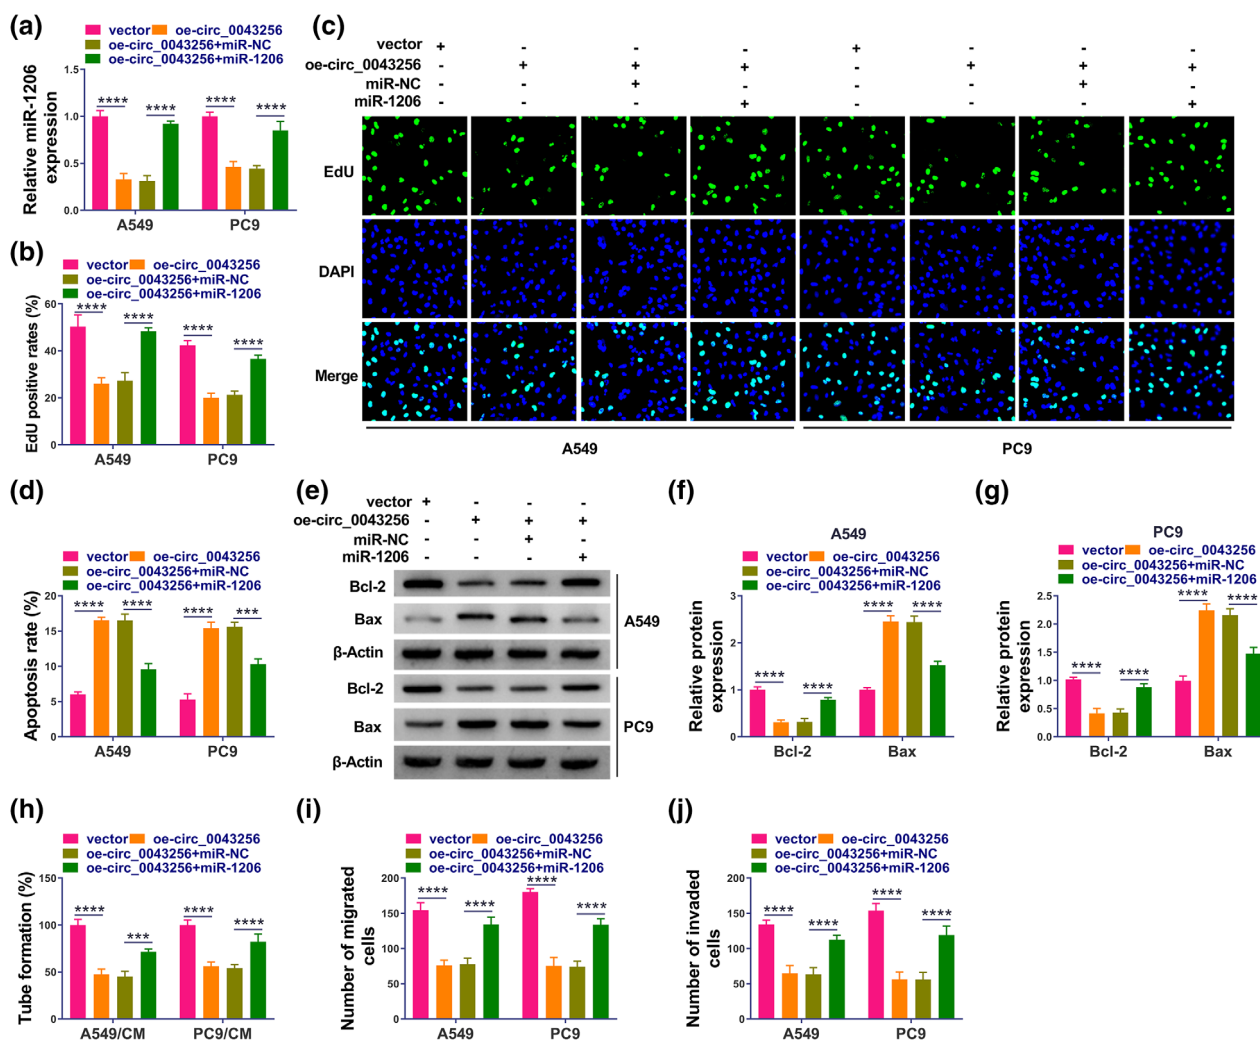 (a)
vector oe-circ_0043256
oe-circ_0043256+miR-NC
oe-circ_0043256+miR-1206
Relative miR-1206
expression
1.5
1.0
0.5
0.0
**** **** **** ****
A549 PC9
(b)
vector oe-circ_0043256
oe-circ_0043256+miR-NC
oe-circ_0043256+miR-1206
EdU positive rates (%)
60
40
20
0
**** **** **** ****
A549 PC9
(c)
vector + - - - + - - -
oe-circ_0043256 - + + + - + + +
miR-NC - - + - - - + -
miR-1206 - - - + - - - +
EdU
DAPI
Merge
A549 PC9
(d)
vector oe-circ_0043256
oe-circ_0043256+miR-NC
oe-circ_0043256+miR-1206
Apoptosis rate (%)
20
15
10
5
0
**** **** **** ***
A549 PC9
(e)
vector + - - -
oe-circ_0043256 - + + +
miR-NC - - + -
miR-1206 - - - +
Bcl-2
Bax
β-Actin
A549
Bcl-2
Bax
β-Actin
PC9
(f)
A549
vector oe-circ_0043256
oe-circ_0043256+miR-NC
oe-circ_0043256+miR-1206
Relative protein
expression
3
2
1
0
**** **** **** ****
Bcl-2 Bax
(g)
PC9
vector oe-circ_0043256
oe-circ_0043256+miR-NC
oe-circ_0043256+miR-1206
Relative protein
expression
2.5
2.0
1.5
1.0
0.5
0.0
**** **** **** ****
Bcl-2 Bax
(h)
vector oe-circ_0043256
oe-circ_0043256+miR-NC
oe-circ_0043256+miR-1206
Tube formation (%)
150
100
50
0
**** *** **** ****
A549/CM PC9/CM
(i)
vector oe-circ_0043256
oe-circ_0043256+miR-NC
oe-circ_0043256+miR-1206
Number of migrated
cells
200
150
100
50
0
**** **** **** ****
A549 PC9
(j)
vector oe-circ_0043256
oe-circ_0043256+miR-NC
oe-circ_0043256+miR-1206
Number of invaded
cells
200
150
100
50
0
**** **** **** ****
A549 PC9